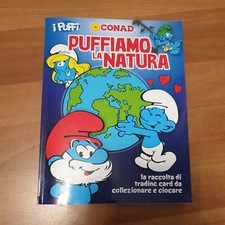 i PUFFi
CONAD
PUFFIAMO
LA NATURA
la raccolta di
trading card da
collezionare e giocare